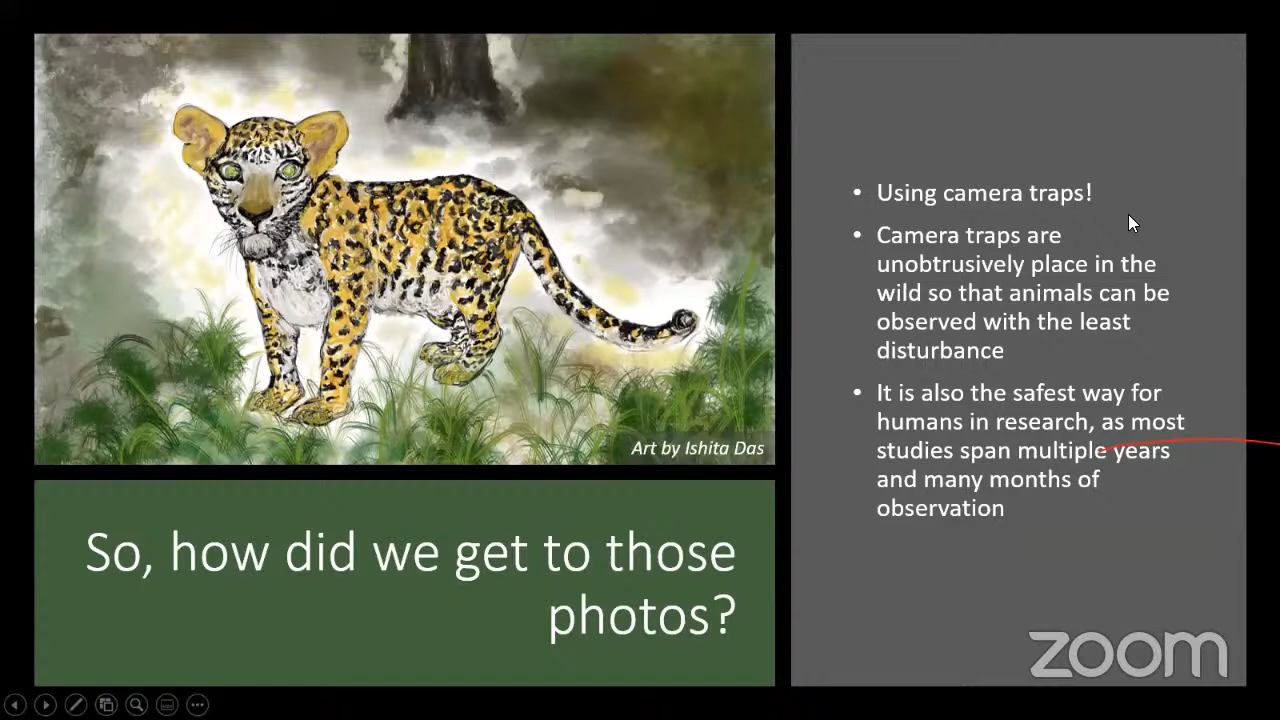 Art by Ishita Das
So, how did we get to those
photos?
• Using camera traps!
• Camera traps are
unobtrusively place in the
wild so that animals can be
observed with the least
disturbance
• It is also the safest way for
humans in research, as most
studies span multiple years
and many months of
observation
zoom